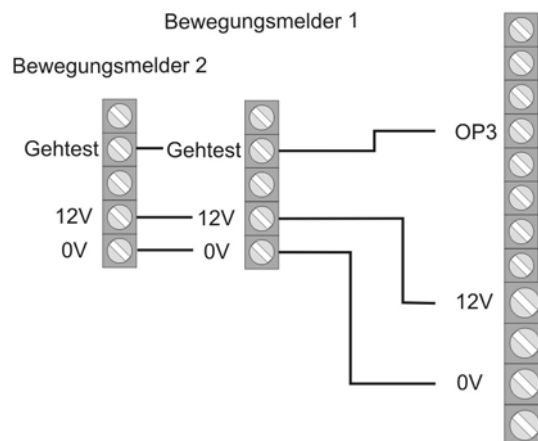 Bewegungsmelder 1
Bewegungsmelder 2
OP3
Gehtest Gehtest
12V 12V
0V 0V
12V
0V